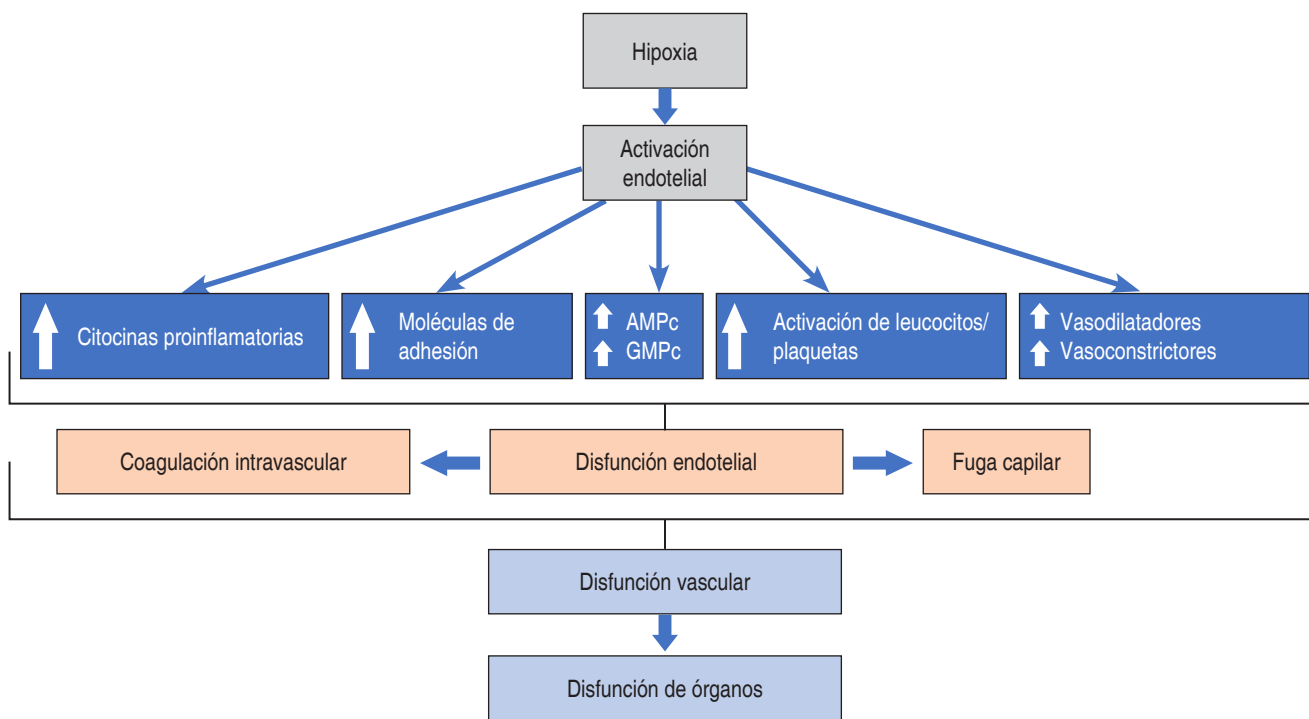 Hipoxia
Activación
endotelial
Citocinas proinflamatorias
Moléculas de
adhesión
AMPc
GMPc
Activación de leucocitos/
plaquetas
Vasodilatadores
Vasoconstrictores
Coagulación intravascular
Disfunción endotelial
Fuga capilar
Disfunción vascular
Disfunción de órganos